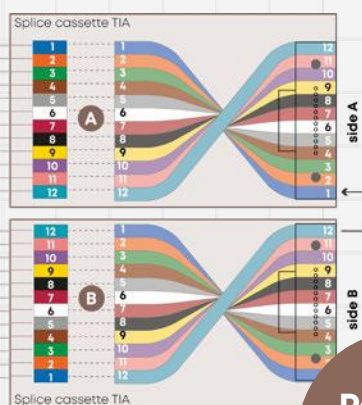 Splice cassette TIA
1 1 12
2 2 11
3 3 10
4 4 9
5 5 8
6 6 7
7 7 6
8 8 5
9 9 4
10 10 3
11 11 2
12 12 1
A
side A
12 1 12
11 2 11
10 3 10
9 4 9
8 5 8
7 6 7
6 7 6
5 8 5
4 9 4
3 10 3
2 11
1 12
B
side B
Splice cassette TIA